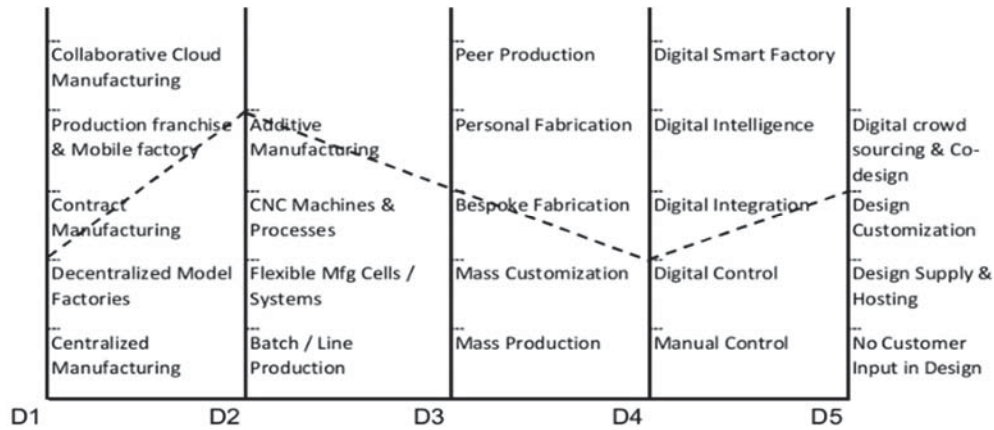 Collaborative Cloud
Manufacturing
Production franchise
& Mobile factory
Contract
Manufacturing
Decentralized Model
Factories
Centralized
Manufacturing
Additive
Manufacturing
CNC Machines &
Processes
Flexible Mfg Cells /
Systems
Batch / Line
Production
Peer Production
Personal Fabrication
Bespoke Fabrication
Mass Customization
Mass Production
Digital Smart Factory
Digital Intelligence
Digital Integration
Digital Control
Manual Control
Digital crowd
sourcing & Co-
design
Design
Customization
Design Supply &
Hosting
No Customer
Input in Design
D1 D2 D3 D4 D5